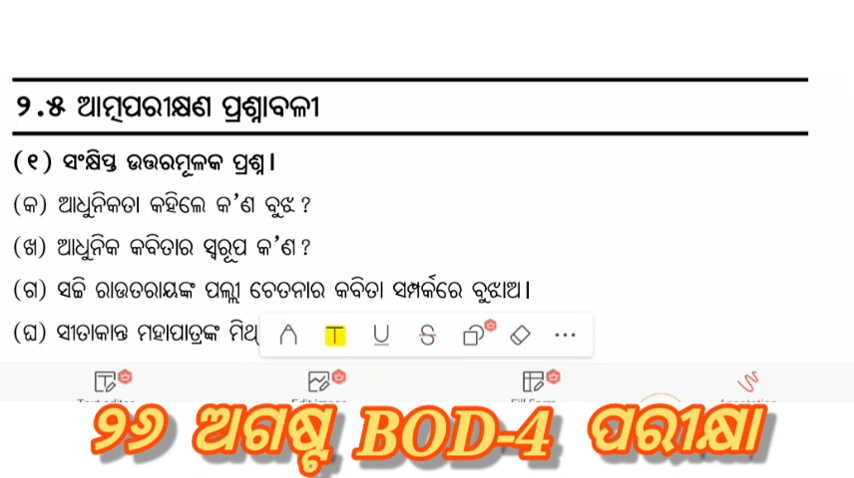 ୨.୫ ଆତ୍ମପରୀକ୍ଷଣ ପ୍ରଶ୍ନାବଳୀ
(୧) ସଂକ୍ଷିପ୍ତ ଉତ୍ତରମୂଳକ ପ୍ରଶ୍ନ।
(କ) ଆଧୁନିକତା କହିଲେ କ'ଣ ବୁଝ ?
(ଖ) ଆଧୁନିକ କବିତାର ସ୍ୱରୂପ କ'ଣ ?
(ଗ) ସଚ୍ଚି ରାଉତରାୟଙ୍କ ପଲ୍ଲୀ ଚେତନାର କବିତା ସମ୍ପର୍କରେ ବୁଝାଅ।
(ଘ) ସୀତାକାନ୍ତ ମହାପାତ୍ରଙ୍କ
୨୬ ଅଗଷ୍ଟ BOD-4 ପରୀକ୍ଷା